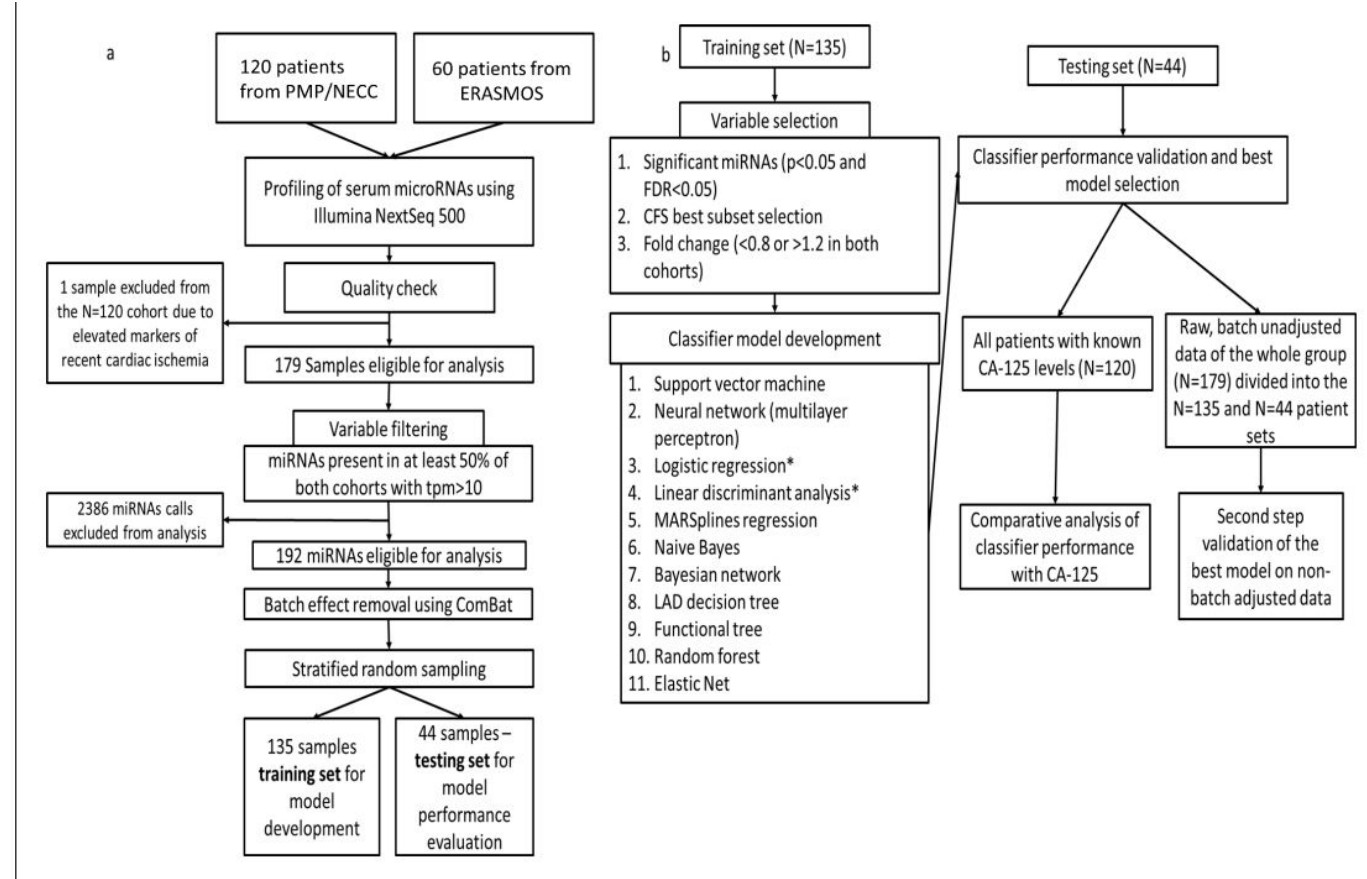 a
120 patients
from PMP/NECC
60 patients from
ERASMOS
Profiling of serum microRNAs using
Illumina NextSeq 500
Quality check
1 sample excluded from
the N=120 cohort due to
elevated markers of
recent cardiac ischemia
179 Samples eligible for analysis
Variable filtering
miRNAs present in at least 50% of
both cohorts with tpm>10
2386 miRNAs calls
excluded from analysis
192 miRNAs eligible for analysis
Batch effect removal using ComBat
Stratified random sampling
135 samples
training set for
model
development
44 samples –
testing set for
model
performance
evaluation
b
Training set (N=135)
Variable selection
1. Significant miRNAs (p<0.05 and
FDR<0.05)
2. CFS best subset selection
3. Fold change (<0.8 or >1.2 in both
cohorts)
Classifier model development
1. Support vector machine
2. Neural network (multilayer
perceptron)
3. Logistic regression*
4. Linear discriminant analysis*
5. MARSplines regression
6. Naive Bayes
7. Bayesian network
8. LAD decision tree
9. Functional tree
10. Random forest
11. Elastic Net
Testing set (N=44)
Classifier performance validation and best
model selection
All patients with known
CA-125 levels (N=120)
Raw, batch unadjusted
data of the whole group
(N=179) divided into the
N=135 and N=44 patient
sets
Comparative analysis of
classifier performance
with CA-125
Second step
validation of the
best model on non-
batch adjusted data